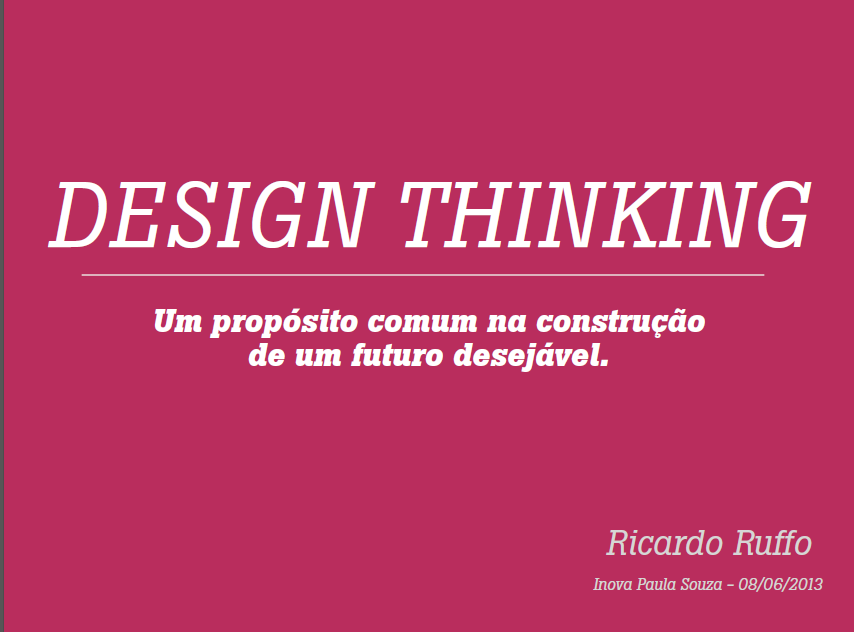 DESIGN THINKING
Um propósito comum na construção
de um futuro desejável.
Ricardo Ruffo
Inova Paula Souza – 08/06/2013